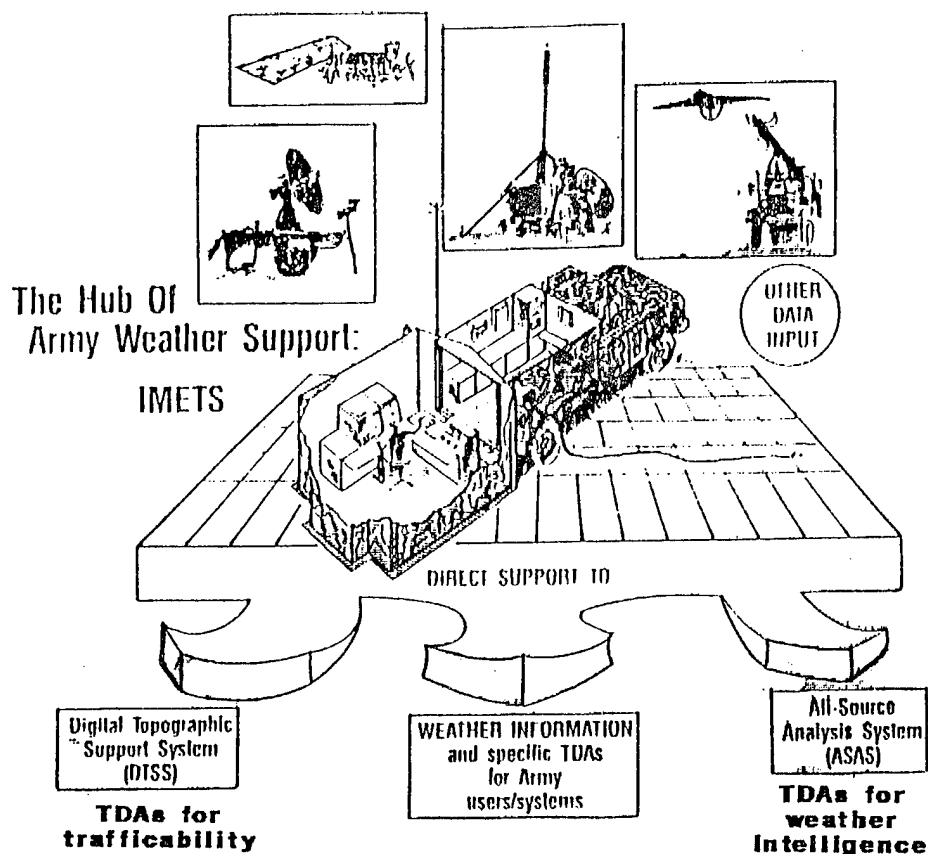 The Hub Of
Army Weather Support:
IMETS
OTHER
DATA
INPUT
DIRECT SUPPORT TO
Digital Topographic
Support System
(DTSS)
TDAs for
trafficability
WEATHER INFORMATION
and specific TDAs
for Army
users/systems
All-Source
Analysis System
(ASAS)
TDAs for
weather
Intelligence